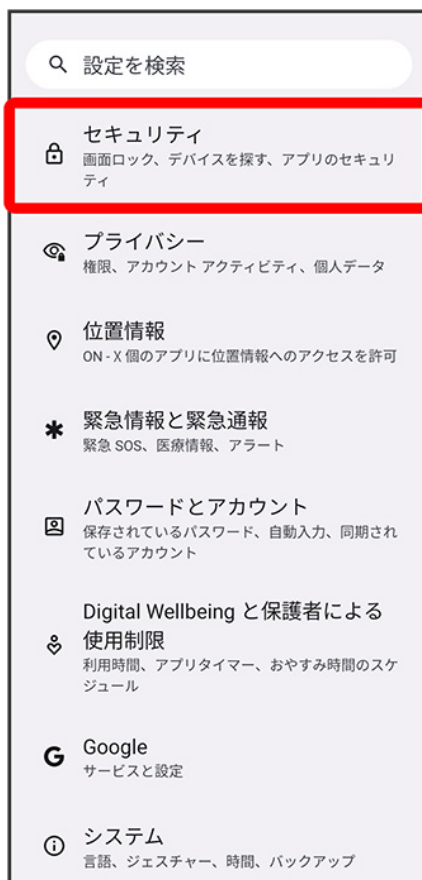 設定を検索
セキュリティ
画面ロック、デバイスを探す、アプリのセキュリ
ティ
プライバシー
権限、アカウント アクティビティ、個人データ
位置情報
ON - X 個のアプリに位置情報へのアクセスを許可
緊急情報と緊急通報
緊急 SOS、医療情報、アラート
パスワードとアカウント
保存されているパスワード、自動入力、同期され
ているアカウント
Digital Wellbeing と保護者による
使用制限
利用時間、アプリタイマー、おやすみ時間のスケ
ジュール
Google
サービスと設定
システム
言語、ジェスチャー、時間、バックアップ